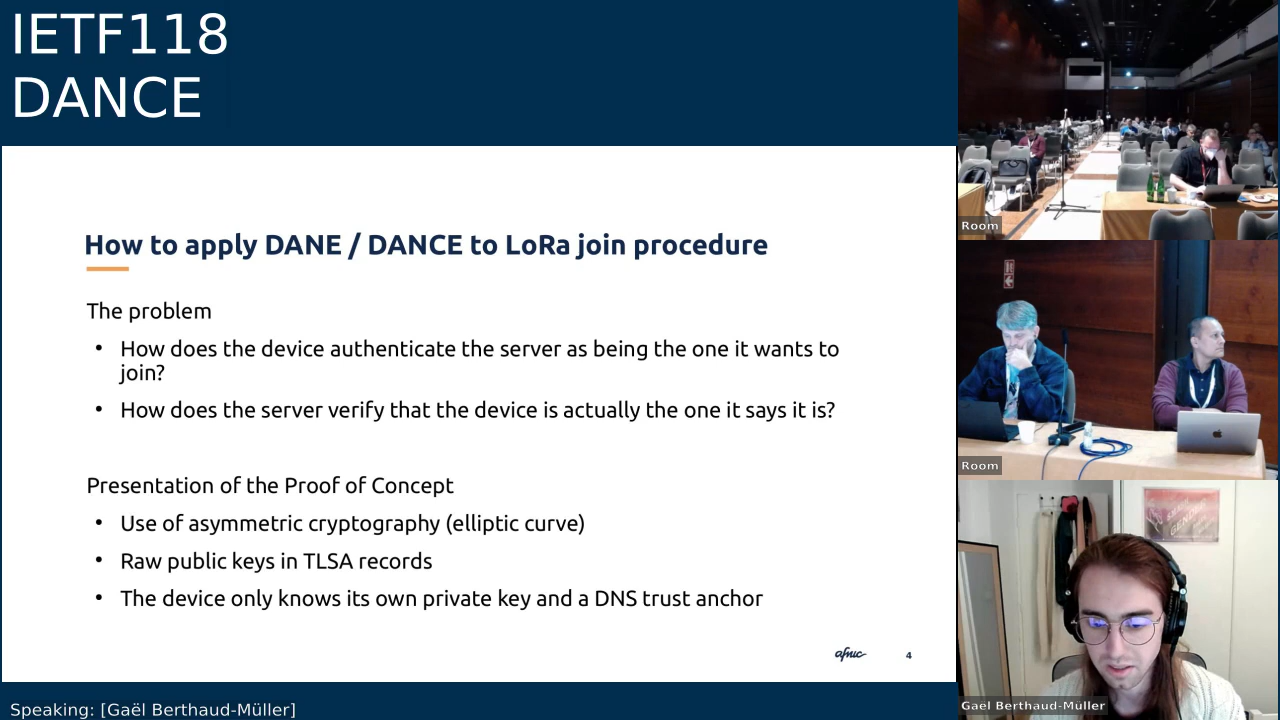 IETF118
DANCE
How to apply DANE / DANCE to LoRa join procedure
The problem
• How does the device authenticate the server as being the one it wants to
join?
• How does the server verify that the device is actually the one it says it is?
Presentation of the Proof of Concept
• Use of asymmetric cryptography (elliptic curve)
• Raw public keys in TLSA records
• The device only knows its own private key and a DNS trust anchor
afnic
4
Speaking: [Gaël Berthaud-Müller]
Room
Room
Gael Berthaud-Müller